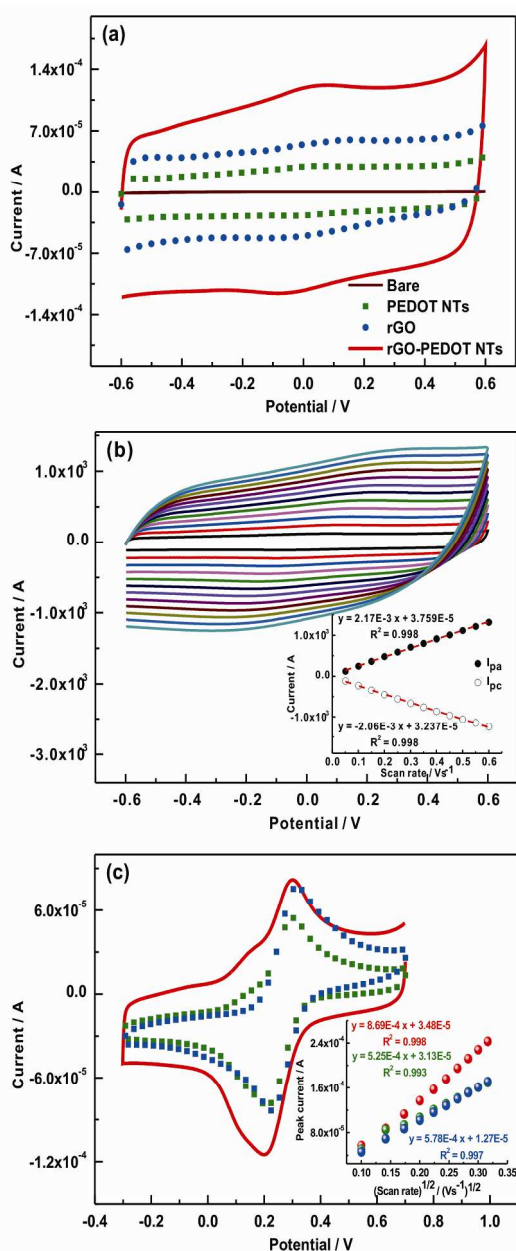 (a)
1.4x10-4
7.0x10-5
0.0
-7.0x10-5
-1.4x10-4
Current / A
Bare
PEDOT NTs
rGO
rGO-PEDOT NTs
-0.6 -0.4 -0.2 0.0 0.2 0.4 0.6
Potential / V
(b)
1.0x10³
0.0
-1.0x10³
-2.0x10³
-3.0x10³
Current / A
y = 2.17E-3 x + 3.759E-5
R² = 0.998
1.0x10³
0.0
-1.0x10³
Current / A
Ipa
Ipc
y = -2.06E-3 x + 3.237E-5
R² = 0.998
0.0 0.1 0.2 0.3 0.4 0.5 0.6
Scan rate / Vs-1
-0.6 -0.4 -0.2 0.0 0.2 0.4 0.6
Potential / V
(c)
6.0x10-5
0.0
-6.0x10-5
-1.2x10-4
Current / A
y = 8.69E-4 x + 3.48E-5
R² = 0.998
y = 5.25E-4 x + 3.13E-5
R² = 0.993
y = 5.78E-4 x + 1.27E-5
R² = 0.997
2.4x10-4
1.6x10-4
8.0x10-5
Peak current / A
0.10 0.15 0.20 0.25 0.30 0.35
(Scan rate)1/2 / (Vs-1)1/2
-0.4 -0.2 0.0 0.2 0.4 0.6 0.8 1.0
Potential / V